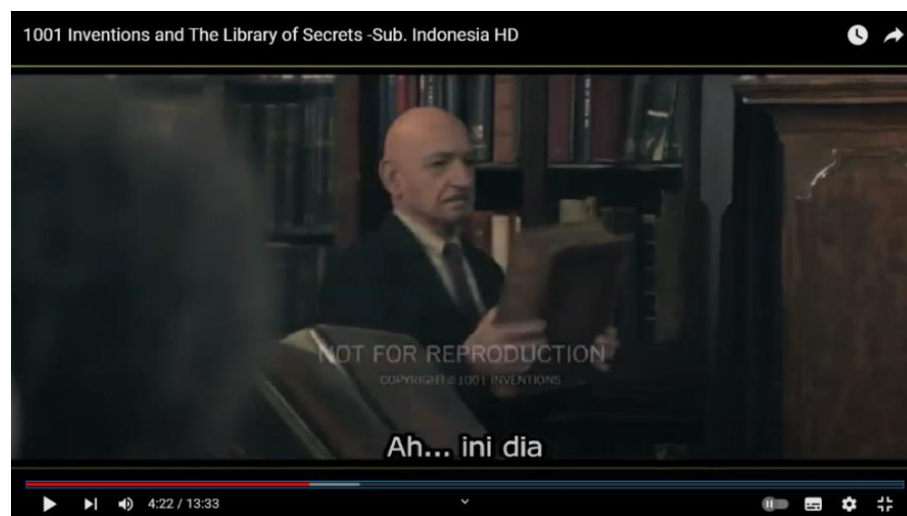 1001 Inventions and The Library of Secrets -Sub. Indonesia HD
NOT FOR REPRODUCTION
COPYRIGHT ©1001 INVENTIONS
Ah... ini dia
4:22 / 13:33